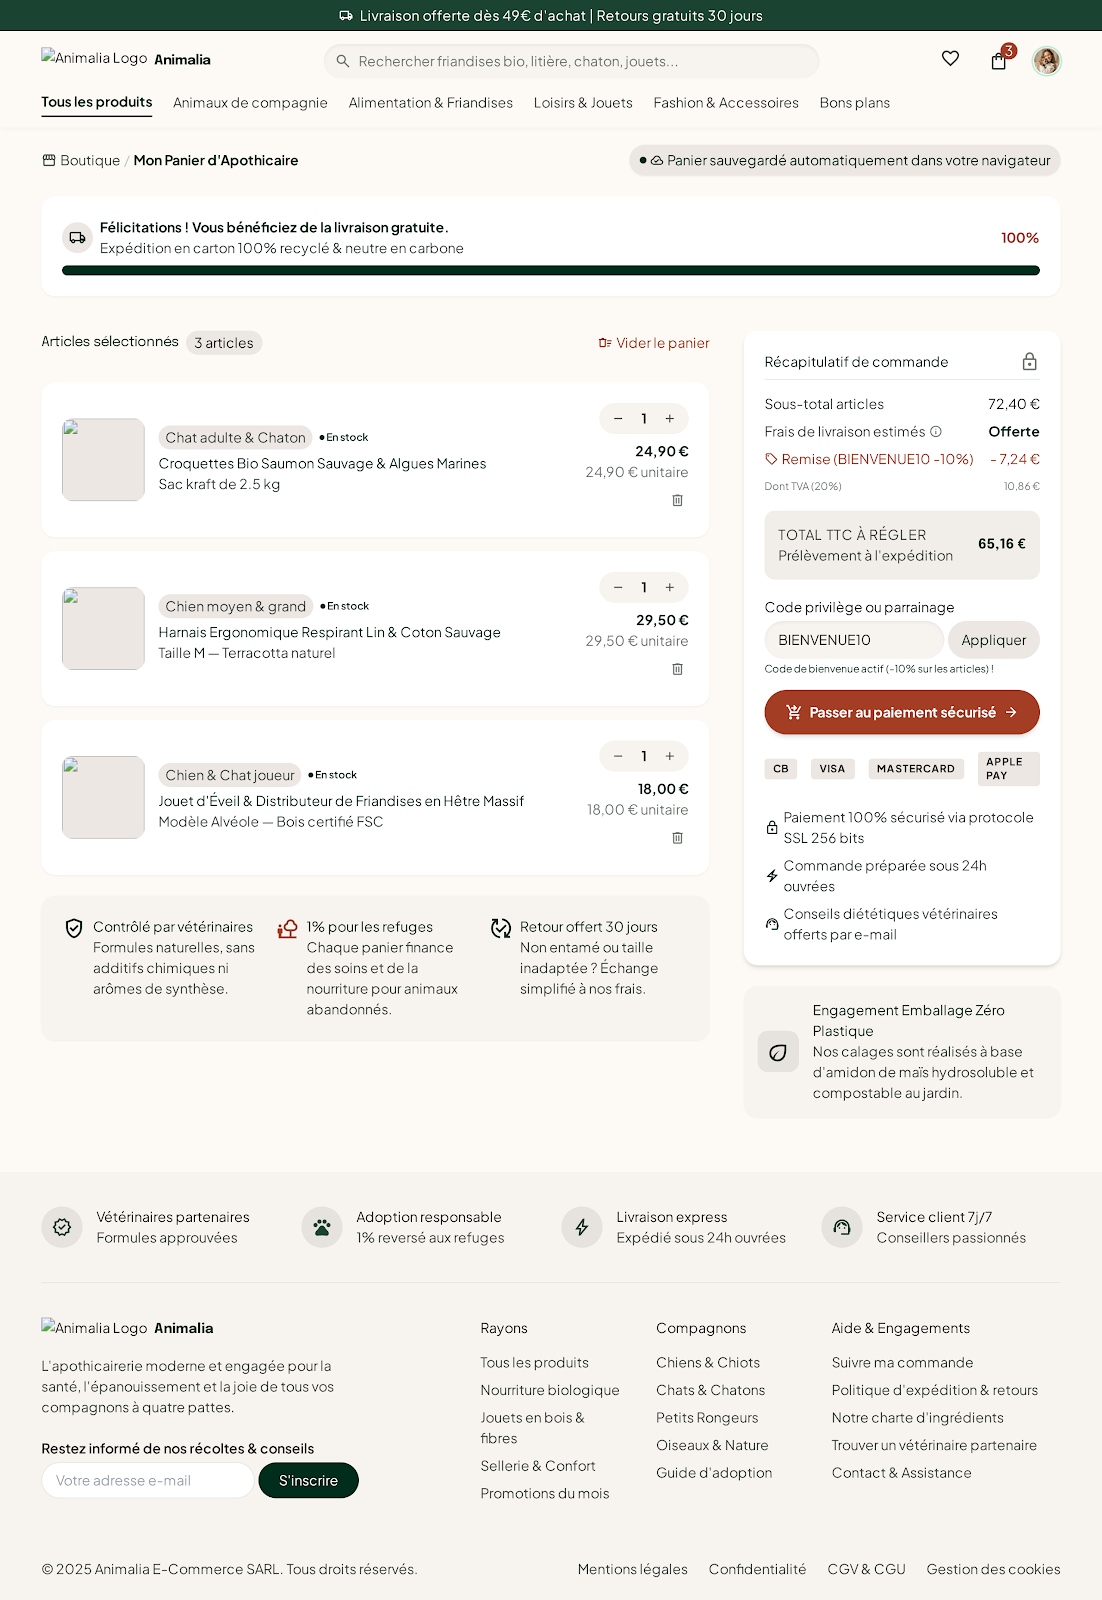 Livraison offerte dès 49€ d'achat | Retours gratuits 30 jours
Animalia Logo Animalia
Rechercher friandises bio, litière, chaton, jouets...
3
Tous les produits Animaux de compagnie Alimentation & Friandises Loisirs & Jouets Fashion & Accessoires Bons plans
Boutique / Mon Panier d'Apothicaire
Panier sauvegardé automatiquement dans votre navigateur
Félicitations ! Vous bénéficiez de la livraison gratuite.
Expédition en carton 100% recyclé & neutre en carbone
100%
Articles sélectionnés 3 articles
Vider le panier
Chat adulte & Chaton En stock
Croquettes Bio Saumon Sauvage & Algues Marines
Sac kraft de 2.5 kg
− 1 +
24,90 €
24,90 € unitaire
Chien moyen & grand En stock
Harnais Ergonomique Respirant Lin & Coton Sauvage
Taille M — Terracotta naturel
− 1 +
29,50 €
29,50 € unitaire
Chien & Chat joueur En stock
Jouet d'Éveil & Distributeur de Friandises en Hêtre Massif
Modèle Alvéole — Bois certifié FSC
− 1 +
18,00 €
18,00 € unitaire
Contrôlé par vétérinaires
Formules naturelles, sans
additifs chimiques ni
arômes de synthèse.
1% pour les refuges
Chaque panier finance
des soins et de la
nourriture pour animaux
abandonnés.
Retour offert 30 jours
Non entamé ou taille
inadaptée ? Échange
simplifié à nos frais.
Récapitulatif de commande
Sous-total articles 72,40 €
Frais de livraison estimés Offerte
Remise (BIENVENUE10 -10%) - 7,24 €
Dont TVA (20%) 10,86 €
TOTAL TTC À RÉGLER
Prélèvement à l'expédition
65,16 €
Code privilège ou parrainage
BIENVENUE10 Appliquer
Code de bienvenue actif (-10% sur les articles) !
Passer au paiement sécurisé
CB VISA MASTERCARD APPLE
PAY
Paiement 100% sécurisé via protocole
SSL 256 bits
Commande préparée sous 24h
ouvrées
Conseils diététiques vétérinaires
offerts par e-mail
Engagement Emballage Zéro
Plastique
Nos calages sont réalisés à base
d'amidon de maïs hydrosoluble et
compostable au jardin.
Vétérinaires partenaires
Formules approuvées
Adoption responsable
1% reversé aux refuges
Livraison express
Expédié sous 24h ouvrées
Service client 7j/7
Conseillers passionnés
Animalia Logo Animalia
L'apothicairerie moderne et engagée pour la
santé, l'épanouissement et la joie de tous vos
compagnons à quatre pattes.
Restez informé de nos récoltes & conseils
Votre adresse e-mail S'inscrire
Rayons
Tous les produits
Nourriture biologique
Jouets en bois &
fibres
Sellerie & Confort
Promotions du mois
Compagnons
Chiens & Chiots
Chats & Chatons
Petits Rongeurs
Oiseaux & Nature
Guide d'adoption
Aide & Engagements
Suivre ma commande
Politique d'expédition & retours
Notre charte d'ingrédients
Trouver un vétérinaire partenaire
Contact & Assistance
© 2025 Animalia E-Commerce SARL. Tous droits réservés.
Mentions légales Confidentialité CGV & CGU Gestion des cookies